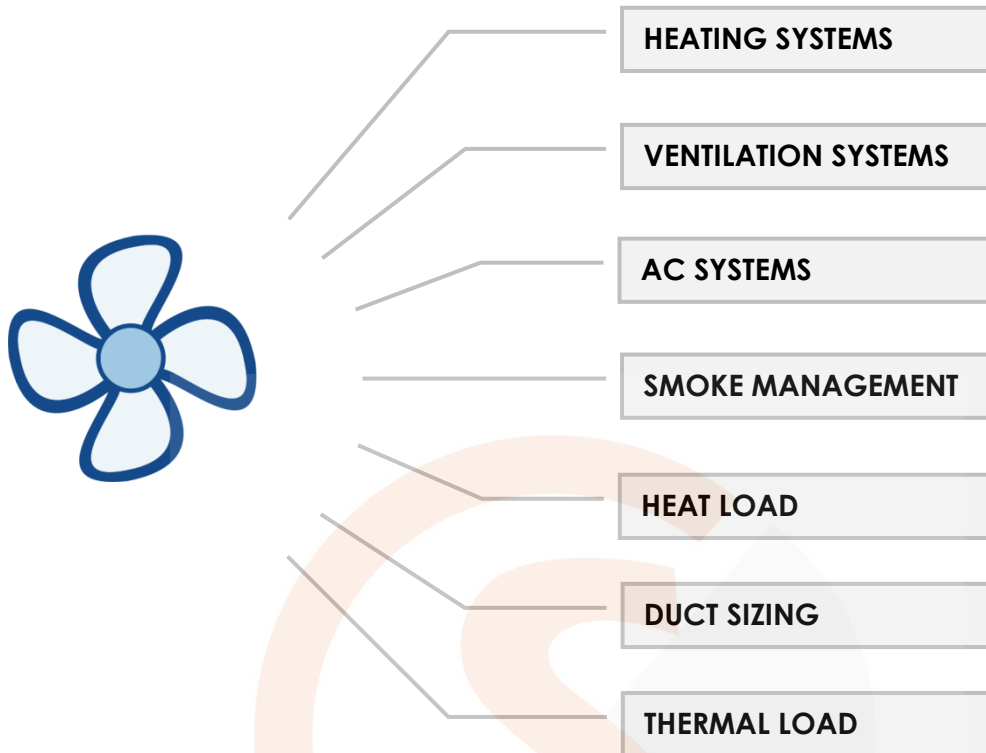 HEATING SYSTEMS
VENTILATION SYSTEMS
AC SYSTEMS
SMOKE MANAGEMENT
HEAT LOAD
DUCT SIZING
THERMAL LOAD